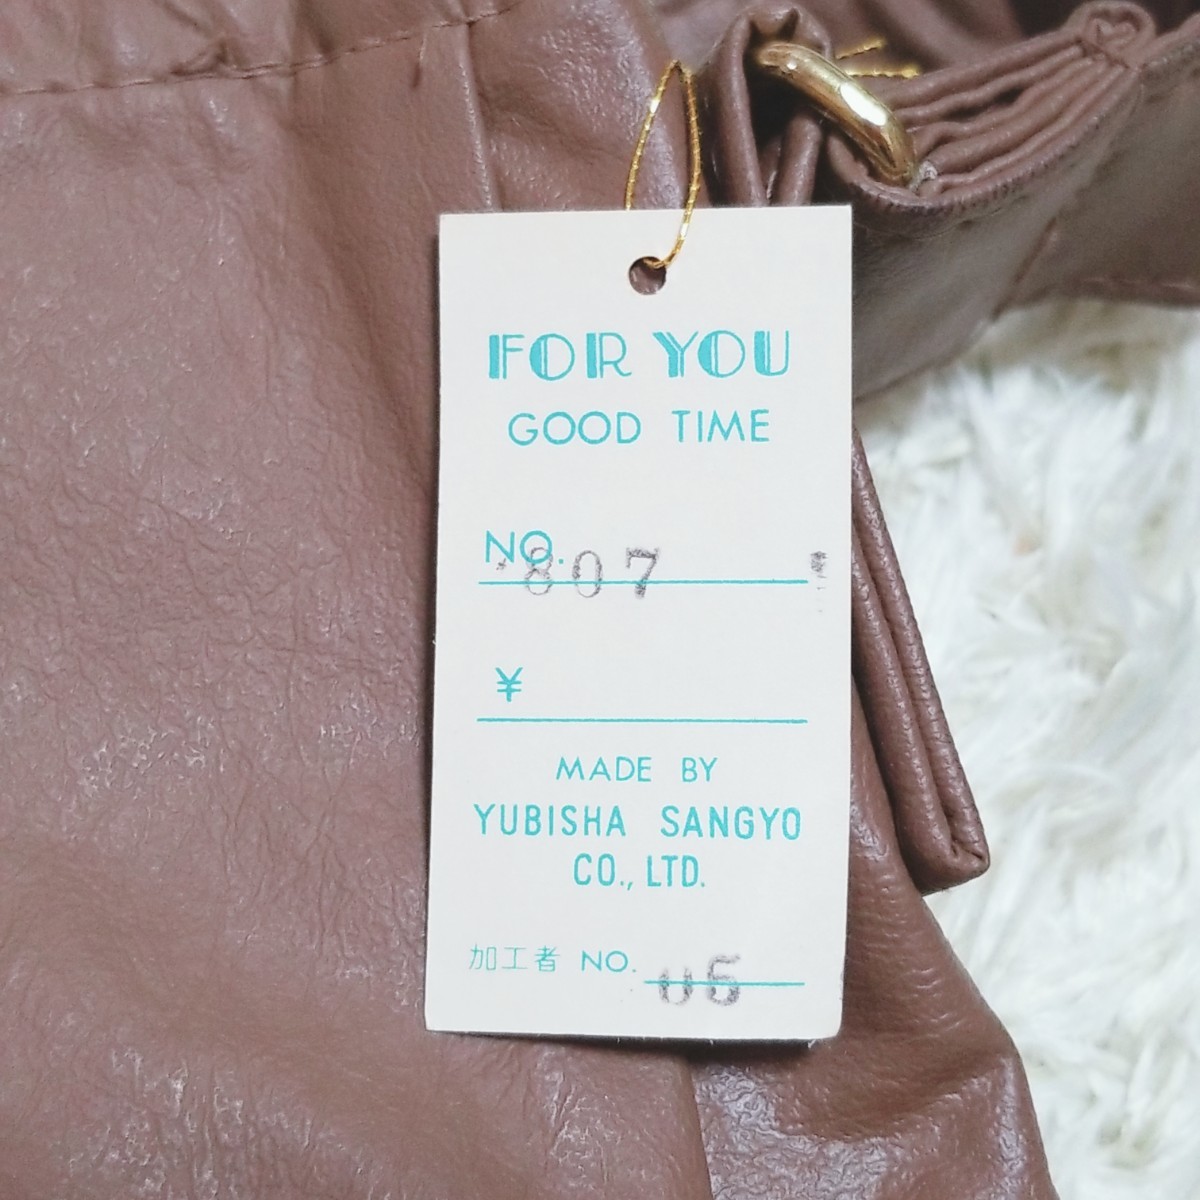 FOR YOU
GOOD TIME
NO. 807
¥
MADE BY
YUBISHA SANGYO
CO., LTD.
加工者 NO. 06